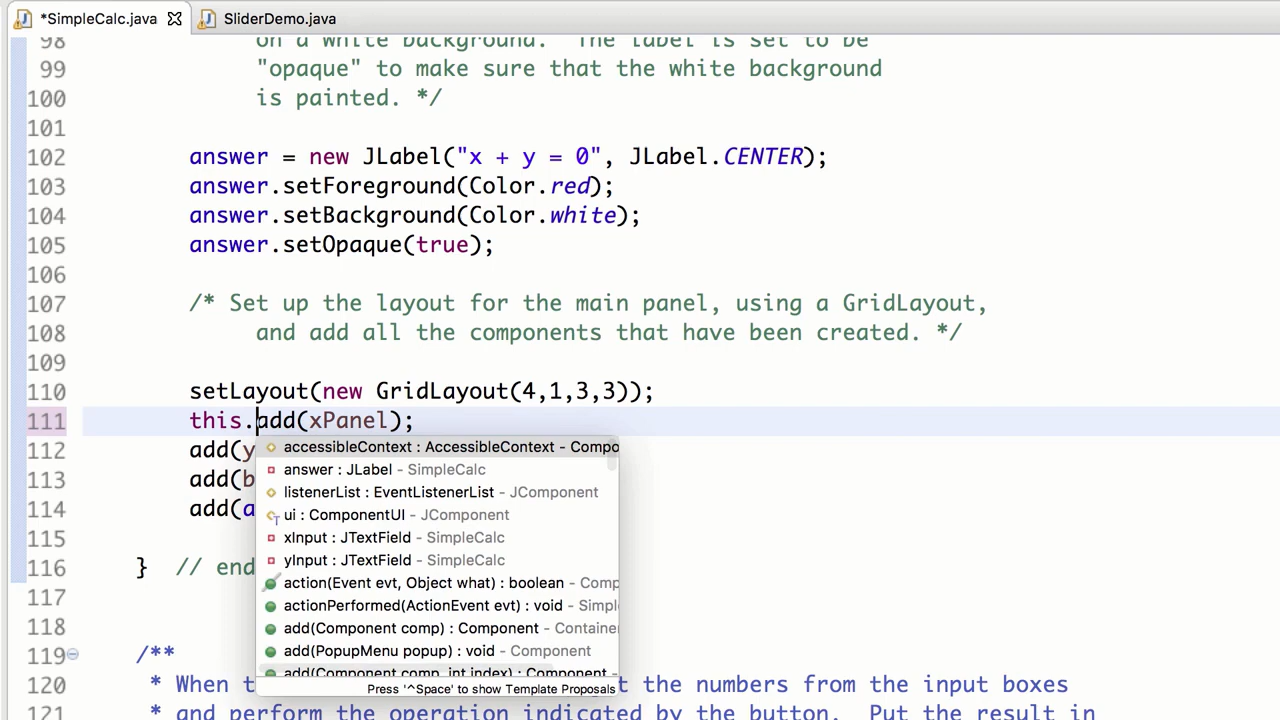 *SimpleCalc.java
SliderDemo.java
98 on a white background. The label is set to be
99 "opaque" to make sure that the white background
100 is painted. */
101
102 answer = new JLabel("x + y = 0", JLabel.CENTER);
103 answer.setForeground(Color.red);
104 answer.setBackground(Color.white);
105 answer.setOpaque(true);
106
107 /* Set up the layout for the main panel, using a GridLayout,
108 and add all the components that have been created. */
109
110 setLayout(new GridLayout(4,1,3,3));
111 this.add(xPanel);
112 add(y
113 add(b
114 add(a
115
116 } // end
117
118
119 /**
120 * When t the numbers from the input boxes
121 * and perform the operation indicated by the button. Put the result in
accessibleContext : AccessibleContext - Compo
answer : JLabel - SimpleCalc
listenerList : EventListenerList - JComponent
ui : ComponentUI - JComponent
xInput : JTextField - SimpleCalc
yInput : JTextField - SimpleCalc
action(Event evt, Object what) : boolean - Comp
actionPerformed(ActionEvent evt) : void - Simpl
add(Component comp) : Component - Container
add(PopupMenu popup) : void - Component
add(Component comp, int index) : Component -
Press '^Space' to show Template Proposals